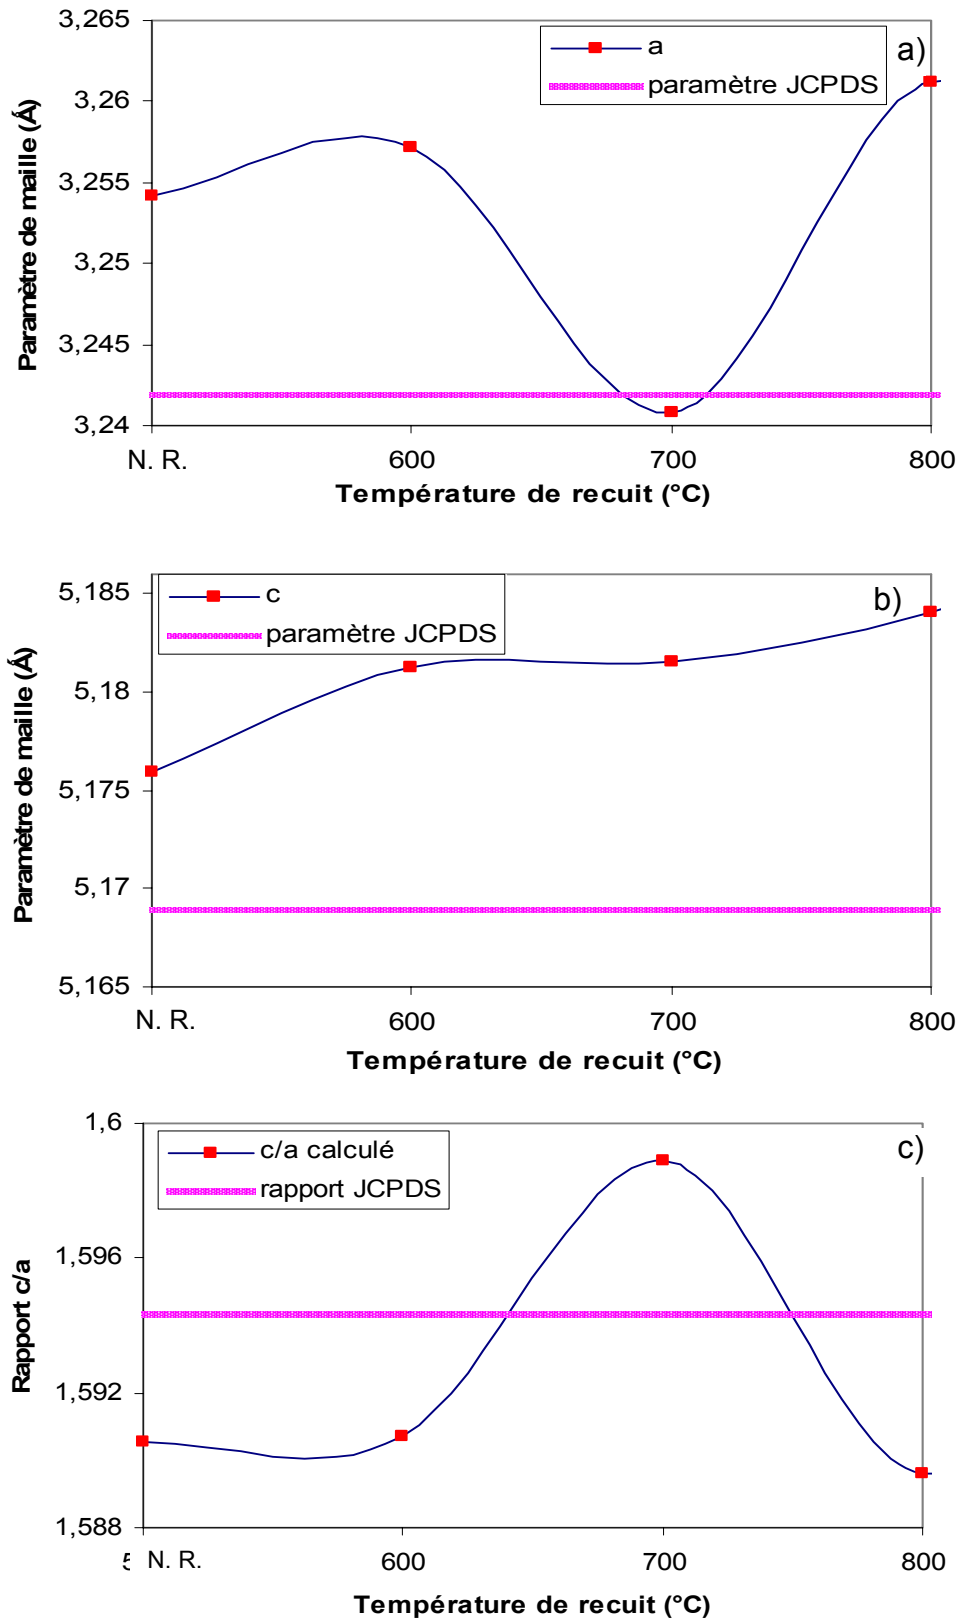 3,265
a
paramètre JCPDS
a)
3,26
3,255
3,25
3,245
3,24
Paramètre de maille (Å)
N. R.
600
700
800
Température de recuit (°C)
5,185
c
paramètre JCPDS
b)
5,18
5,175
5,17
5,165
Paramètre de maille (Å)
N. R.
600
700
800
Température de recuit (°C)
1,6
c/a calculé
rapport JCPDS
c)
1,596
1,592
1,588
Rapport c/a
N. R.
600
700
800
Température de recuit (°C)